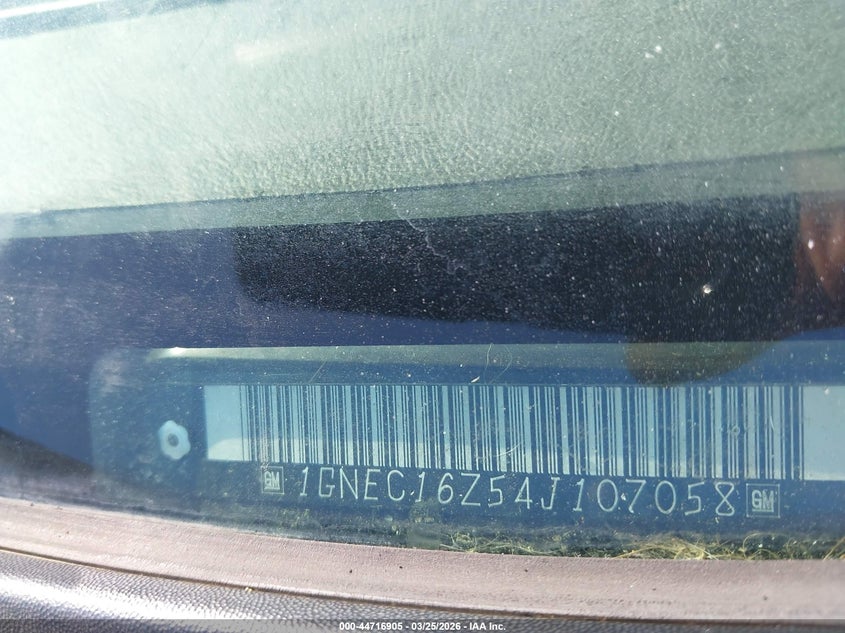 GM 1GNEC16Z54J107058 GM
000-44716905 - 03/25/2026 - IAA Inc.